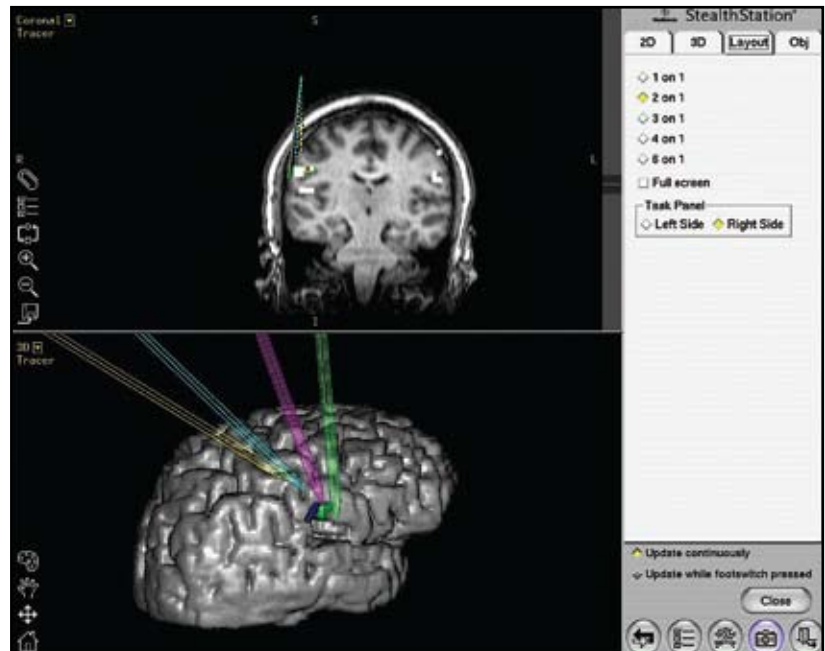 Coronal
Tracer
S
R
L
I
3D
Tracer
StealthStation
2D 3D Layout Obj
1 on 1
2 on 1
3 on 1
4 on 1
6 on 1
Full screen
Task Panel
Left Side Right Side
Update continuously
Update while footswitch pressed
Close